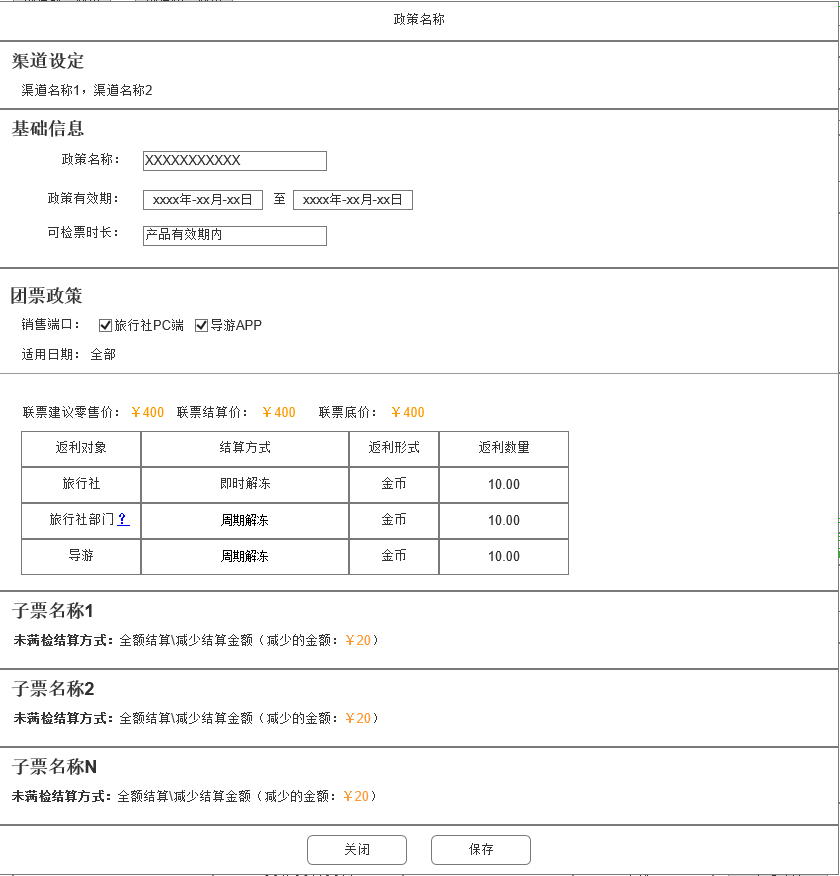 政策名称
渠道设定
渠道名称1，渠道名称2
基础信息
政策名称： XXXXXXXXXXX
政策有效期： xxxx年-xx月-xx日 至 xxxx年-xx月-xx日
可检票时长： 产品有效期内
团票政策
销售端口： 旅行社PC端 导游APP
适用日期： 全部
联票建议零售价： ￥400 联票结算价： ￥400 联票底价： ￥400
返利对象 结算方式 返利形式 返利数量
旅行社 即时解冻 金币 10.00
旅行社部门? 周期解冻 金币 10.00
导游 周期解冻 金币 10.00
子票名称1
未满检结算方式：全额结算\减少结算金额（减少的金额：￥20）
子票名称2
未满检结算方式：全额结算\减少结算金额（减少的金额：￥20）
子票名称N
未满检结算方式：全额结算\减少结算金额（减少的金额：￥20）
关闭 保存